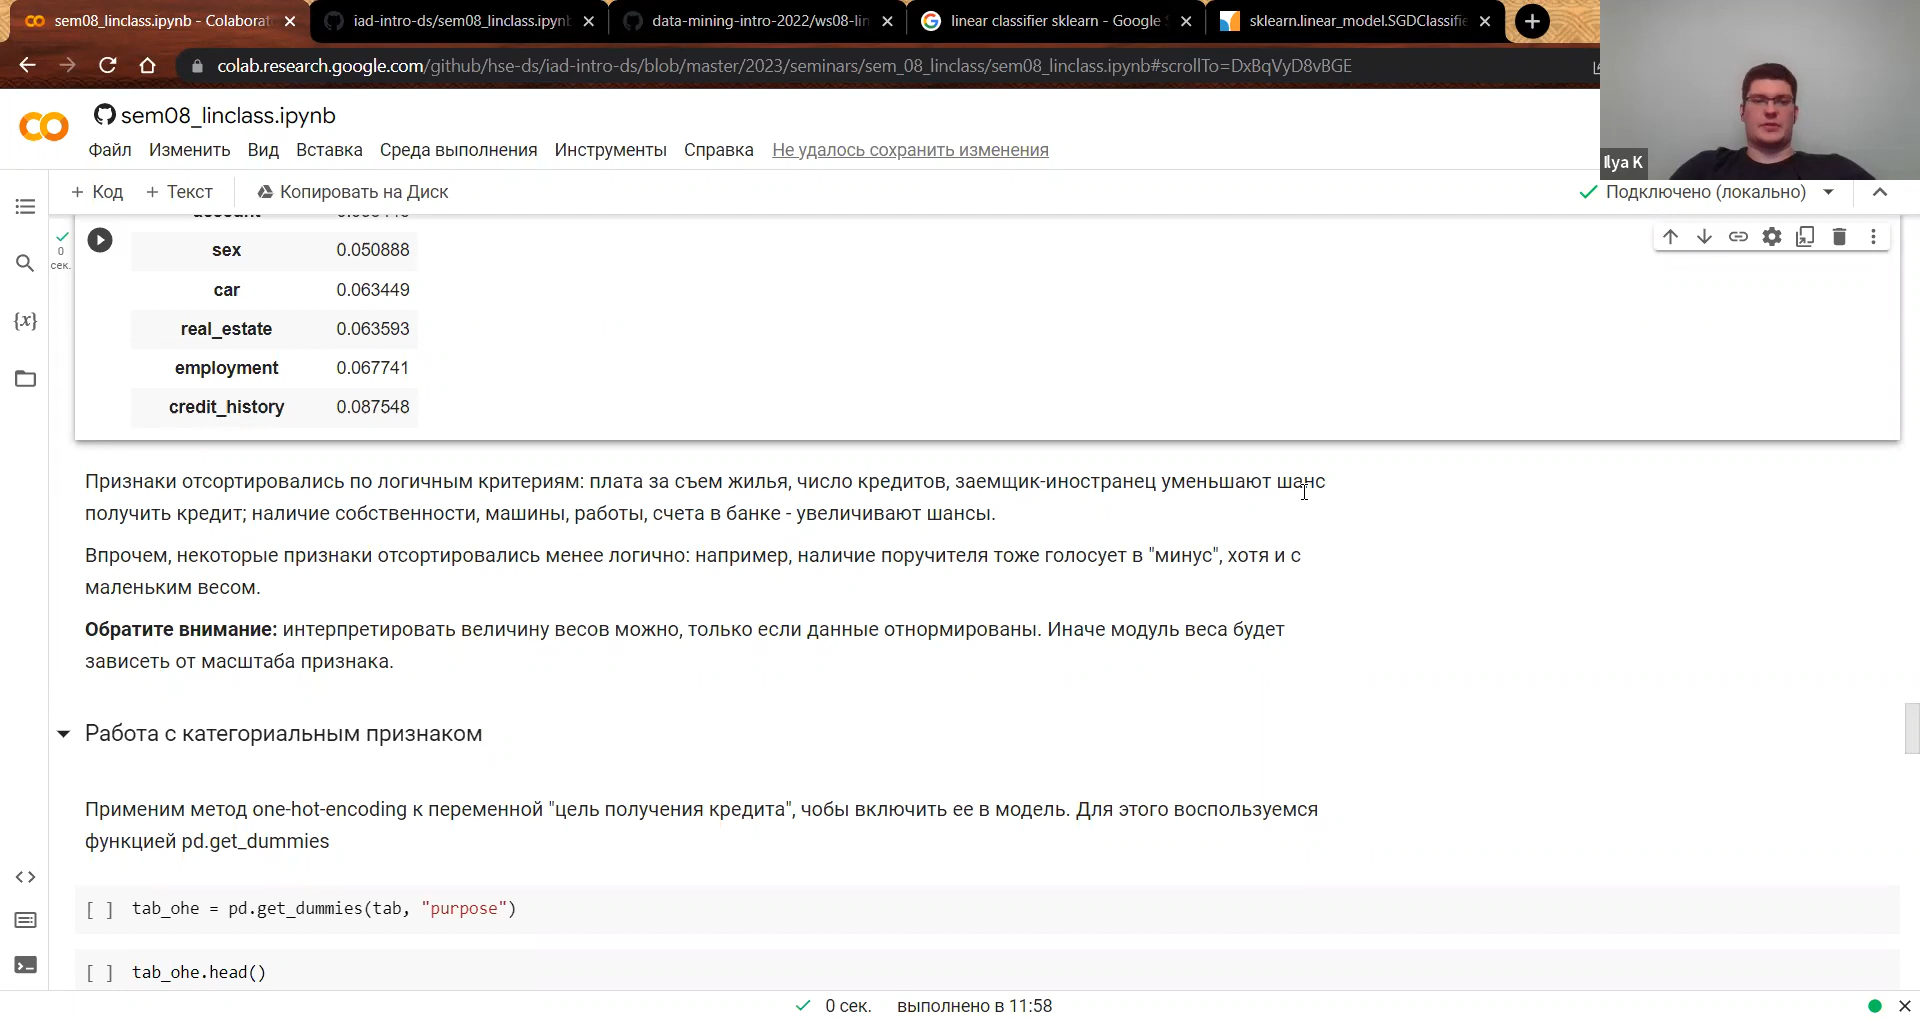 sem08_linclass.ipynb - Colaborat
iad-intro-ds/sem08_linclass.ipynb
data-mining-intro-2022/ws08-lin
linear classifier sklearn - Google
sklearn.linear_model.SGDClassifie
colab.research.google.com/github/hse-ds/iad-intro-ds/blob/master/2023/seminars/sem_08_linclass/sem08_linclass.ipynb#scrollTo=DxBqVyD8vBGE
sem08_linclass.ipynb
Файл Изменить Вид Вставка Среда выполнения Инструменты Справка Не удалось сохранить изменения
Ilya K
+ Код + Текст Копировать на Диск
Подключено (локально)
0
сек.
sex 0.050888
car 0.063449
real_estate 0.063593
employment 0.067741
credit_history 0.087548
Признаки отсортировались по логичным критериям: плата за съем жилья, число кредитов, заемщик-иностранец уменьшают шанс
получить кредит; наличие собственности, машины, работы, счета в банке - увеличивают шансы.
Впрочем, некоторые признаки отсортировались менее логично: например, наличие поручителя тоже голосует в "минус", хотя и с
маленьким весом.
Обратите внимание: интерпретировать величину весов можно, только если данные отнормированы. Иначе модуль веса будет
зависеть от масштаба признака.
Работа с категориальным признаком
Применим метод one-hot-encoding к переменной "цель получения кредита", чобы включить ее в модель. Для этого воспользуемся
функцией pd.get_dummies
[ ] tab_ohe = pd.get_dummies(tab, "purpose")
[ ] tab_ohe.head()
0 сек. выполнено в 11:58